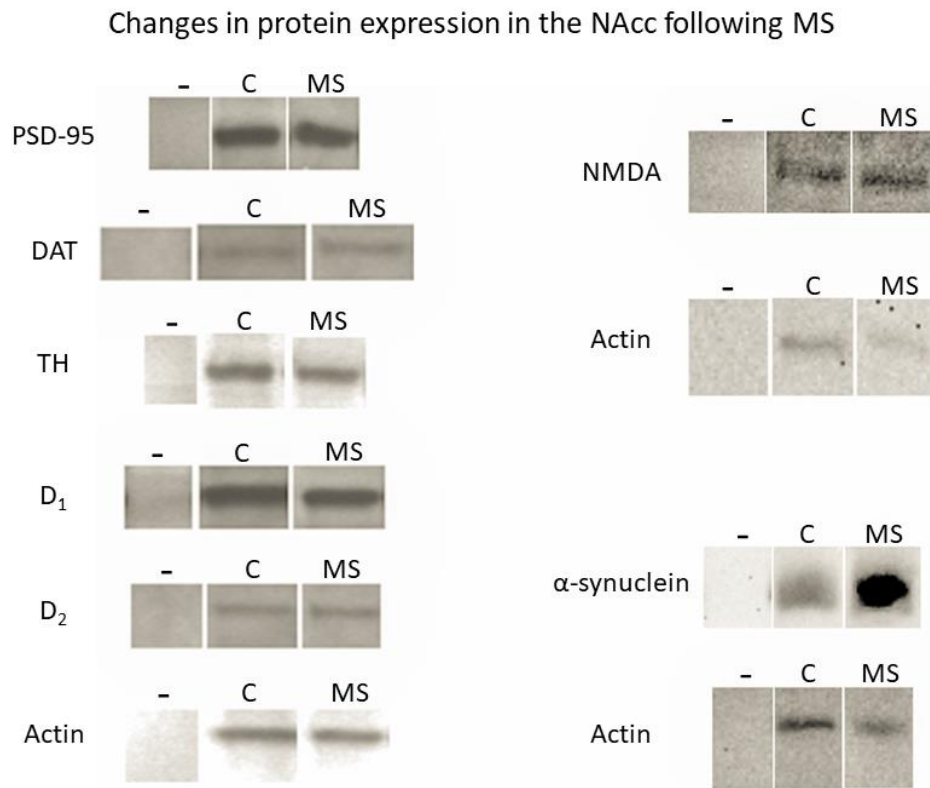 Changes in protein expression in the NAcc following MS
- C MS
PSD-95
- C MS
DAT
- C MS
TH
- C MS
D₁
- C MS
D₂
- C MS
Actin
- C MS
NMDA
- C MS
Actin
- C MS
α-synuclein
- C MS
Actin